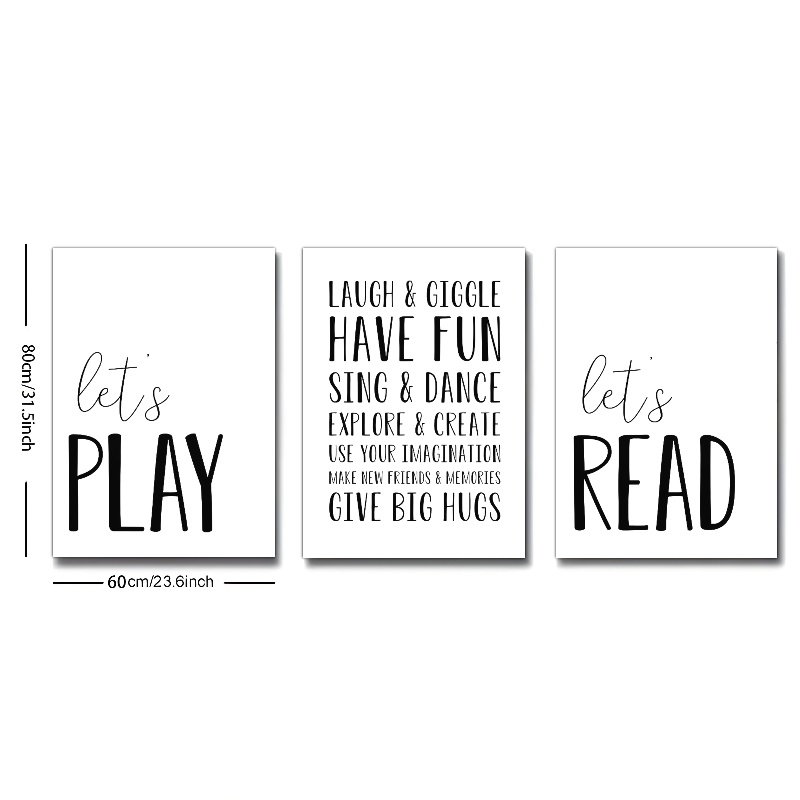 80cm/31.5inch
let's
PLAY
60cm/23.6inch
LAUGH & GIGGLE
HAVE FUN
SING & DANCE
EXPLORE & CREATE
USE YOUR IMAGINATION
MAKE NEW FRIENDS & MEMORIES
GIVE BIG HUGS
let's
READ